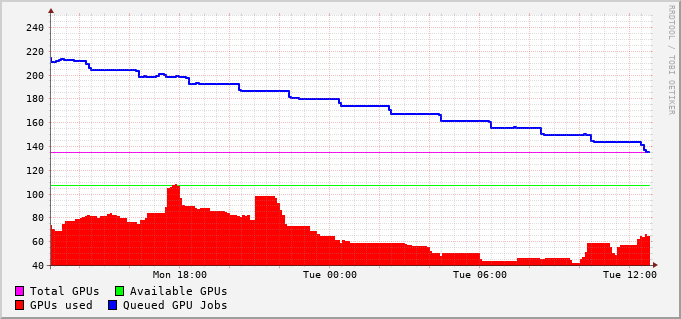 RRDTOOL / TOBI OETIKER
240
220
200
180
160
140
120
100
80
60
40
Mon 18:00 Tue 00:00 Tue 06:00 Tue 12:00
Total GPUs Available GPUs
GPUs used Queued GPU Jobs